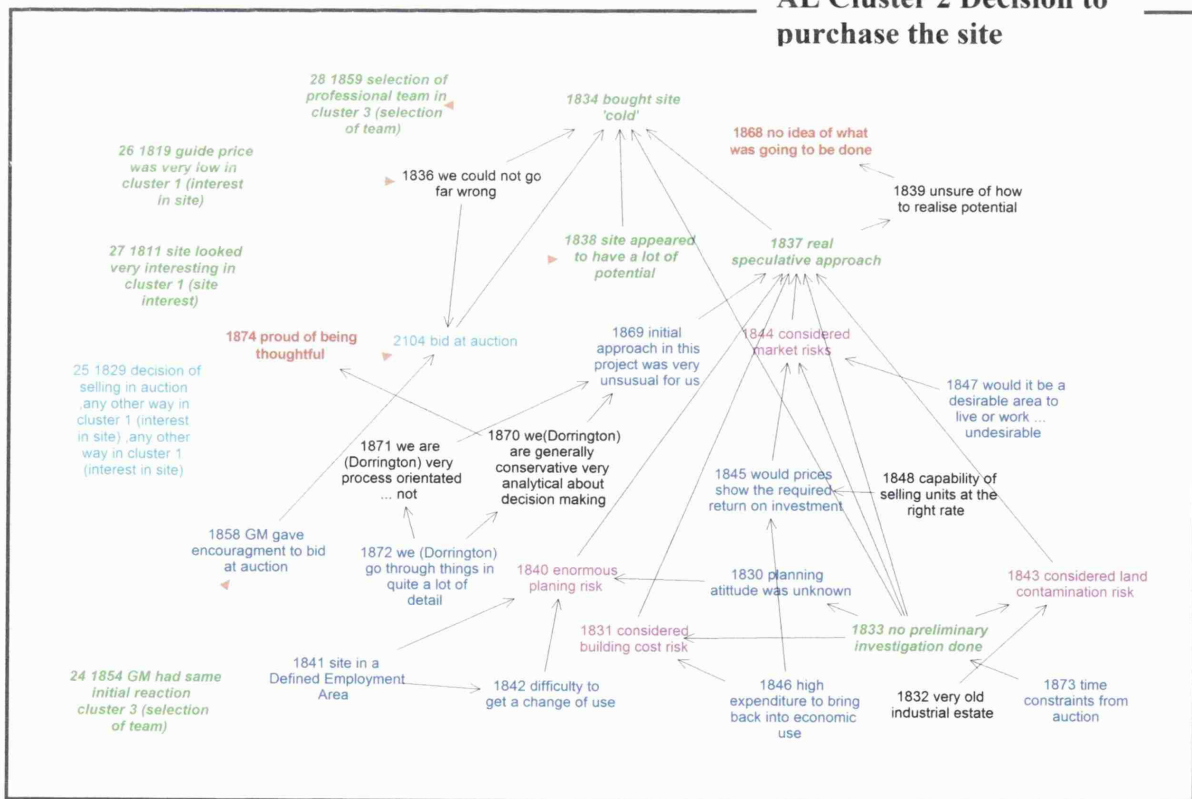 AL Cluster 2 Decision to
purchase the site
28 1859 selection of
professional team in
cluster 3 (selection
of team)
1834 bought site
'cold'
1868 no idea of what
was going to be done
26 1819 guide price
was very low in
cluster 1 (interest
in site)
1836 we could not go
far wrong
1839 unsure of how
to realise potential
27 1811 site looked
very interesting in
cluster 1 (site
interest)
1838 site appeared
to have a lot of
potential
1837 real
speculative approach
1874 proud of being
thoughtful
2104 bid at auction
1869 initial
approach in this
project was very
unsusual for us
1844 considered
market risks
25 1829 decision of
selling in auction
,any other way in
cluster 1 (interest
in site) ,any other
way in cluster 1
(interest in site)
1847 would it be a
desirable area to
live or work ...
undesirable
1871 we are
(Dorrington) very
process orientated
... not
1870 we(Dorrington)
are generally
conservative very
analytical about
decision making
1845 would prices
show the required
return on investment
1848 capability of
selling units at the
right rate
1858 GM gave
encouragment to bid
at auction
1872 we (Dorrington)
go through things in
quite a lot of
detail
1840 enormous
planing risk
1830 planning
atitude was unknown
1843 considered land
contamination risk
1831 considered
building cost risk
1833 no preliminary
investigation done
24 1854 GM had same
initial reaction
cluster 3 (selection
of team)
1841 site in a
Defined Employment
Area
1842 difficulty to
get a change of use
1846 high
expenditure to bring
back into economic
use
1832 very old
industrial estate
1873 time
constraints from
auction